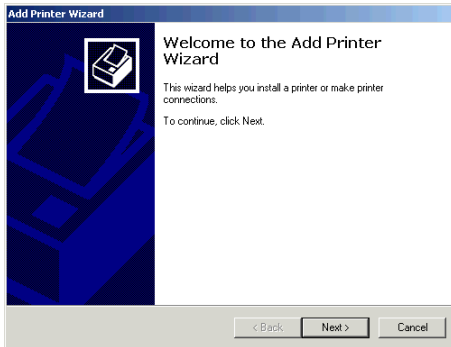 Add Printer Wizard
Welcome to the Add Printer
Wizard
This wizard helps you install a printer or make printer
connections.
To continue, click Next.
< Back
Next >
Cancel